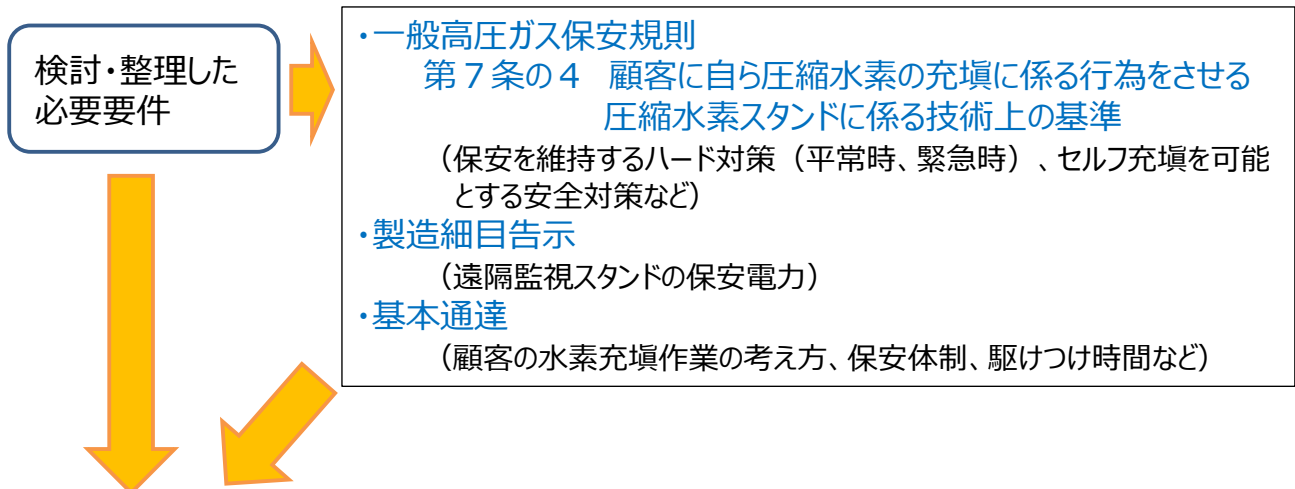 検討・整理した
必要要件
・一般高圧ガス保安規則
第７条の４ 顧客に自ら圧縮水素の充塡に係る行為をさせる
圧縮水素スタンドに係る技術上の基準
（保安を維持するハード対策（平常時、緊急時）、セルフ充塡を可能
とする安全対策など）
・製造細目告示
（遠隔監視スタンドの保安電力）
・基本通達
（顧客の水素充塡作業の考え方、保安体制、駆けつけ時間など）